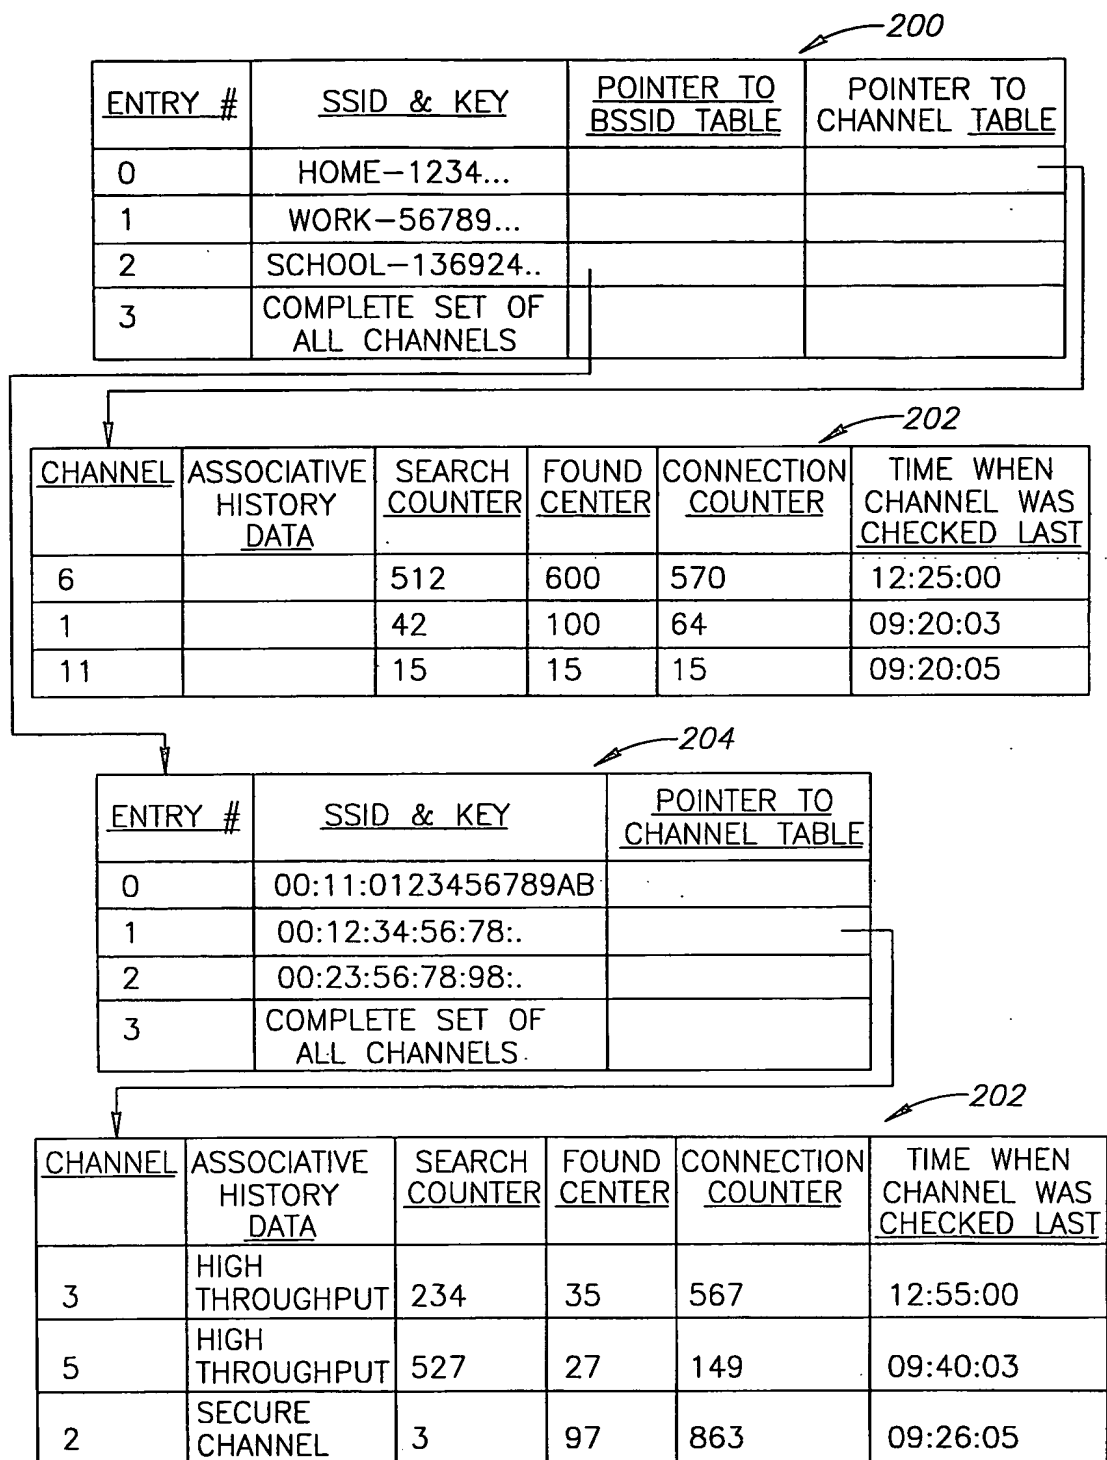 200
ENTRY # SSID & KEY POINTER TO BSSID TABLE POINTER TO CHANNEL TABLE
0 HOME-1234...
1 WORK-56789...
2 SCHOOL-136924..
3 COMPLETE SET OF ALL CHANNELS
202
CHANNEL ASSOCIATIVE HISTORY DATA SEARCH COUNTER FOUND CENTER CONNECTION COUNTER TIME WHEN CHANNEL WAS CHECKED LAST
6 512 600 570 12:25:00
1 42 100 64 09:20:03
11 15 15 15 09:20:05
204
ENTRY # SSID & KEY POINTER TO CHANNEL TABLE
0 00:11:0123456789AB
1 00:12:34:56:78:.
2 00:23:56:78:98:.
3 COMPLETE SET OF ALL CHANNELS
202
CHANNEL ASSOCIATIVE HISTORY DATA SEARCH COUNTER FOUND CENTER CONNECTION COUNTER TIME WHEN CHANNEL WAS CHECKED LAST
3 HIGH THROUGHPUT 234 35 567 12:55:00
5 HIGH THROUGHPUT 527 27 149 09:40:03
2 SECURE CHANNEL 3 97 863 09:26:05